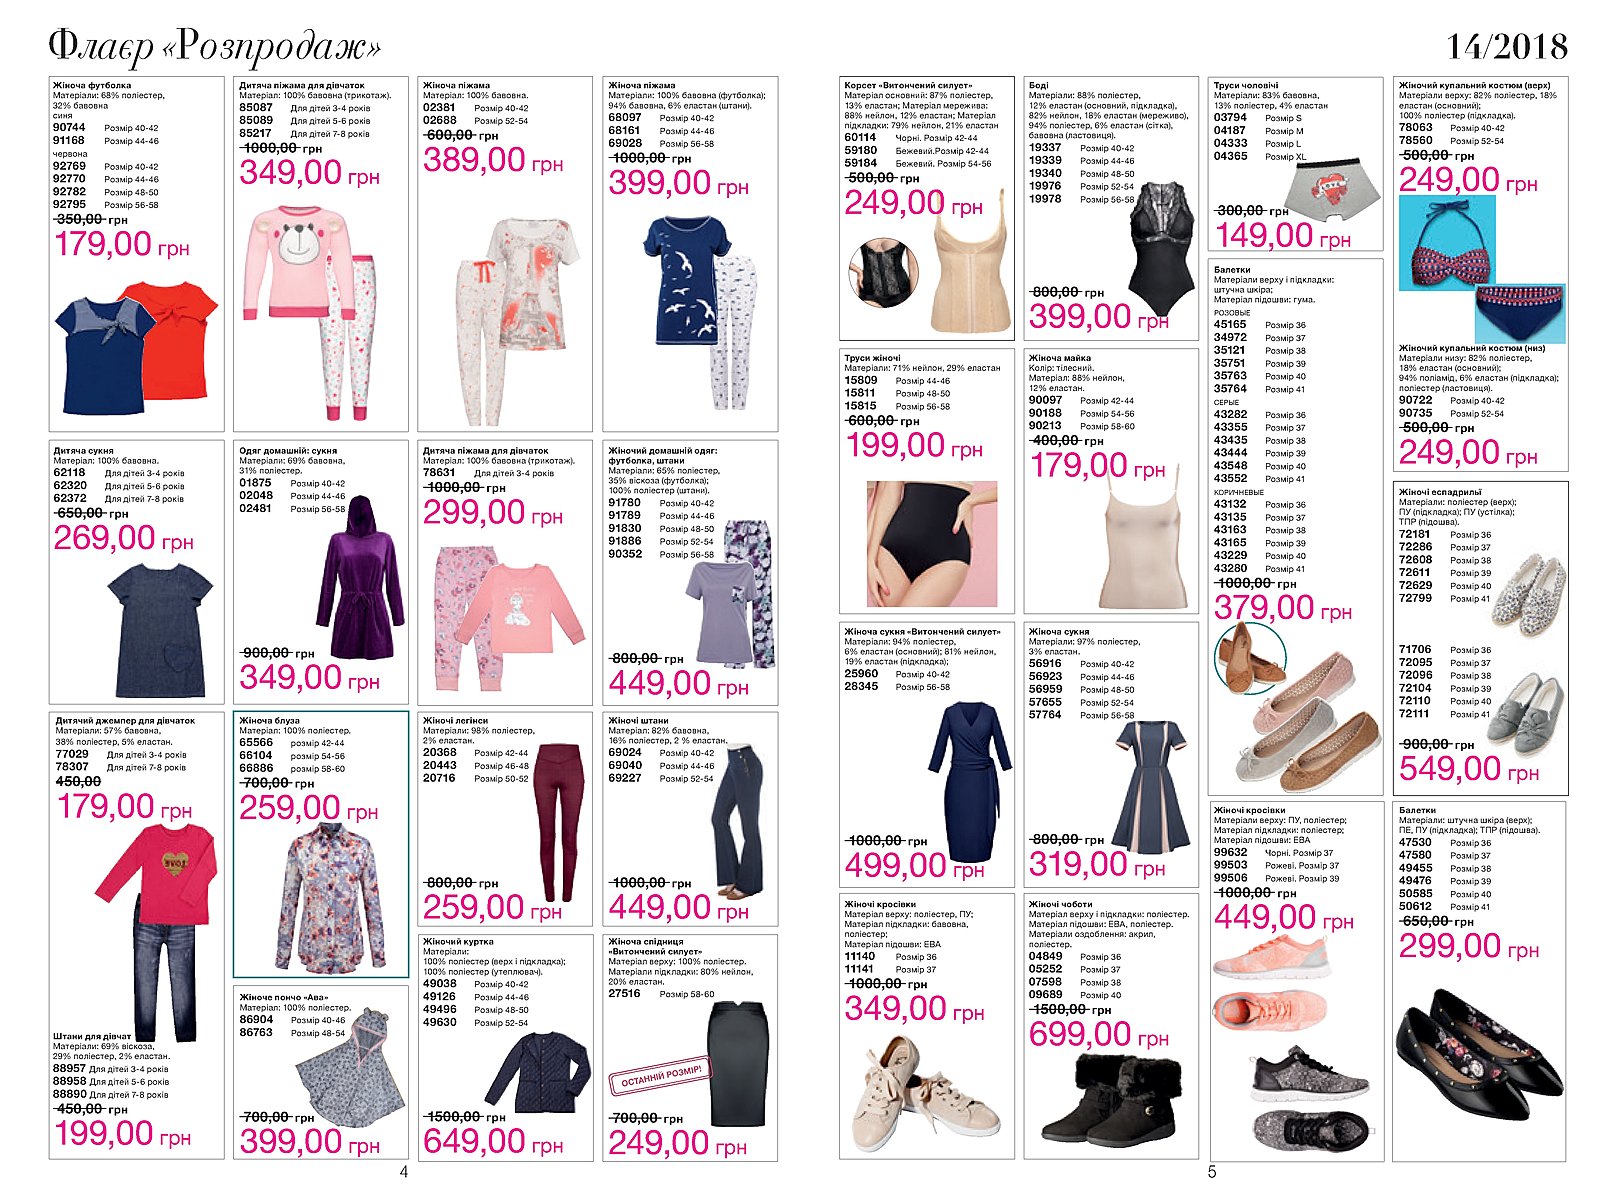 Флаєр «Розпродаж»
14/2018
Жіноча футболка
Матеріали: 68% поліестер,
32% бавовна
синя
90744 Розмір 40-42
91168 Розмір 44-46
червона
92769 Розмір 40-42
92770 Розмір 44-46
92782 Розмір 48-50
92795 Розмір 56-58
350,00 грн
179,00 грн
Дитяча піжама для дівчаток
Матеріал: 100% бавовна (трикотаж).
85087 Для дітей 3-4 років
85089 Для дітей 5-6 років
85217 Для дітей 7-8 років
1000,00 грн
349,00 грн
Жіноча піжама
Матеріал: 100% бавовна.
02381 Розмір 40-42
02688 Розмір 52-54
600,00 грн
389,00 грн
Жіноча піжама
Матеріал: 100% бавовна (футболка);
94% бавовна, 6% еластан (штани).
68097 Розмір 40-42
68161 Розмір 44-46
69028 Розмір 56-58
1000,00 грн
399,00 грн
Дитяча сукня
Матеріал: 100% бавовна.
62118 Для дітей 3-4 років
62320 Для дітей 5-6 років
62372 Для дітей 7-8 років
650,00 грн
269,00 грн
Одяг домашній: сукня
Матеріали: 69% бавовна,
31% поліестер.
01875 Розмір 40-42
02048 Розмір 44-46
02481 Розмір 56-58
900,00 грн
349,00 грн
Дитяча піжама для дівчаток
Матеріал: 100% бавовна (трикотаж).
78631 Для дітей 3-4 років
1000,00 грн
299,00 грн
Жіночий домашній одяг:
футболка, штани
Матеріали: 65% поліестер,
35% віскоза (футболка);
100% поліестер (штани).
91780 Розмір 40-42
91789 Розмір 44-46
91830 Розмір 48-50
91886 Розмір 52-54
90352 Розмір 56-58
800,00 грн
449,00 грн
Дитячий джемпер для дівчаток
Матеріали: 57% бавовна,
38% поліестер, 5% еластан.
77029 Для дітей 3-4 років
78307 Для дітей 7-8 років
450,00
179,00 грн
Штани для дівчат
Матеріали: 69% віскоза,
29% поліестер, 2% еластан.
88957 Для дітей 3-4 років
88958 Для дітей 5-6 років
88890 Для дітей 7-8 років
450,00 грн
199,00 грн
Жіноча блуза
Матеріал: 100% поліестер.
65566 розмір 42-44
66104 розмір 54-56
66886 розмір 58-60
700,00 грн
259,00 грн
Жіноче пончо «Ава»
Матеріал: 100% поліестер.
86904 Розмір 40-46
86763 Розмір 48-54
700,00 грн
399,00 грн
Жіночі легінси
Матеріали: 98% поліестер,
2% еластан.
20368 Розмір 42-44
20443 Розмір 46-48
20716 Розмір 50-52
800,00 грн
259,00 грн
Жіночі штани
Матеріал: 82% бавовна,
16% поліестер, 2 % еластан.
69024 Розмір 40-42
69040 Розмір 44-46
69227 Розмір 52-54
1000,00 грн
449,00 грн
Жіночий куртка
Матеріали:
100% поліестер (верх і підкладка);
100% поліестер (утеплювач).
49038 Розмір 40-42
49126 Розмір 44-46
49496 Розмір 48-50
49630 Розмір 52-54
1500,00 грн
649,00 грн
Жіноча спідниця
«Витончений силует»
Матеріал верху: 100% поліестер.
Матеріали підкладки: 80% нейлон,
20% еластан.
27516 Розмір 58-60
ОСТАННІЙ РОЗМІР!
700,00 грн
249,00 грн
4
Корсет «Витончений силует»
Матеріал основний: 87% поліестер,
13% еластан; Матеріал мережива:
88% нейлон, 12% еластан; Матеріал
підкладки: 79% нейлон, 21% еластан
60114 Чорні. Розмір 42-44
59180 Бежевий.Розмір 42-44
59184 Бежевий. Розмір 54-56
500,00 грн
249,00 грн
Боді
Матеріали: 88% поліестер,
12% еластан (основний, підкладка),
82% нейлон, 18% еластан (мереживо),
94% поліестер, 6% еластан (сітка),
бавовна (ластовиця).
19337 Розмір 40-42
19339 Розмір 44-46
19340 Розмір 48-50
19976 Розмір 52-54
19978 Розмір 56-58
800,00 грн
399,00 грн
Труси чоловічі
Матеріали: 83% бавовна,
13% поліестер, 4% еластан
03794 Розмір S
04187 Розмір M
04333 Розмір L
04365 Розмір XL
LOVE
300,00 грн
149,00 грн
Жіночий купальний костюм (верх)
Матеріали верху: 82% поліестер, 18%
еластан (основний);
100% поліестер (підкладка).
78063 Розмір 40-42
78560 Розмір 52-54
500,00 грн
249,00 грн
Жіночий купальний костюм (низ)
Матеріали низу: 82% поліестер,
18% еластан (основний);
94% поліамід, 6% еластан (підкладка);
поліестер (ластовиця).
90722 Розмір 40-42
90735 Розмір 52-54
500,00 грн
249,00 грн
Труси жіночі
Матеріали: 71% нейлон, 29% еластан
15809 Розмір 44-46
15811 Розмір 48-50
15815 Розмір 56-58
600,00 грн
199,00 грн
Жіноча майка
Колір: тілесний.
Матеріал: 88% нейлон,
12% еластан.
90097 Розмір 42-44
90188 Розмір 54-56
90213 Розмір 58-60
400,00 грн
179,00 грн
Балетки
Матеріали верху і підкладки:
штучна шкіра;
Матеріал підошви: гума.
РОЗОВЫЕ
45165 Розмір 36
34972 Розмір 37
35121 Розмір 38
35751 Розмір 39
35763 Розмір 40
35764 Розмір 41
СЕРЫЕ
43282 Розмір 36
43355 Розмір 37
43435 Розмір 38
43444 Розмір 39
43548 Розмір 40
43552 Розмір 41
КОРИЧНЕВЫЕ
43132 Розмір 36
43135 Розмір 37
43163 Розмір 38
43165 Розмір 39
43229 Розмір 40
43280 Розмір 41
1000,00 грн
379,00 грн
Жіночі еспадрильї
Матеріали: поліестер (верх);
ПУ (підкладка); ПУ (устілка);
ТПР (підошва).
72181 Розмір 36
72286 Розмір 37
72608 Розмір 38
72611 Розмір 39
72629 Розмір 40
72799 Розмір 41
71706 Розмір 36
72095 Розмір 37
72096 Розмір 38
72104 Розмір 39
72110 Розмір 40
72111 Розмір 41
900,00 грн
549,00 грн
Жіноча сукня «Витончений силует»
Матеріали: 94% поліестер,
6% еластан (основний); 81% нейлон,
19% еластан (підкладка);
25960 Розмір 40-42
28345 Розмір 56-58
1000,00 грн
499,00 грн
Жіноча сукня
Матеріали: 97% поліестер,
3% еластан.
56916 Розмір 40-42
56923 Розмір 44-46
56959 Розмір 48-50
57655 Розмір 52-54
57764 Розмір 56-58
800,00 грн
319,00 грн
Жіночі кросівки
Матеріал верху: поліестер, ПУ;
Матеріал підкладки: бавовна,
поліестер;
Матеріал підошви: ЕВА
11140 Розмір 36
11141 Розмір 37
1000,00 грн
349,00 грн
Жіночі чоботи
Матеріал верху і підкладки: поліестер.
Матеріал підошви: ЕВА, поліестер.
Матеріали оздоблення: акрил,
поліестер.
04849 Розмір 36
05252 Розмір 37
07598 Розмір 38
09689 Розмір 40
1500,00 грн
699,00 грн
Жіночі кросівки
Матеріали верху: ПУ, поліестер;
Матеріал підкладки: поліестер;
Матеріал підошви: ЕВА
99632 Чорні. Розмір 37
99503 Рожеві. Розмір 37
99506 Рожеві. Розмір 39
1000,00 грн
449,00 грн
Балетки
Матеріали: штучна шкіра (верх);
ПЕ, ПУ (підкладка); ТПР (підошва).
47530 Розмір 36
47580 Розмір 37
49455 Розмір 38
49476 Розмір 39
50585 Розмір 40
50612 Розмір 41
650,00 грн
299,00 грн
5